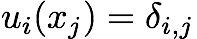 u_i(x_j) = δ_{i,j}